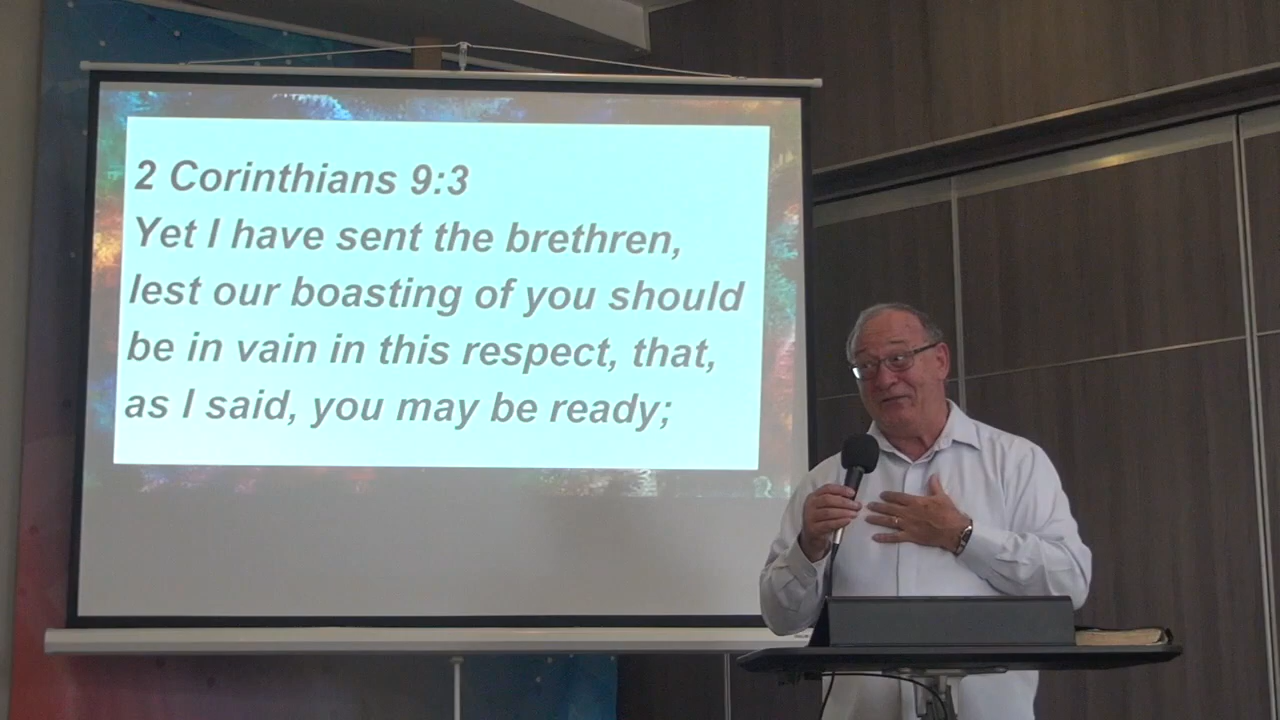 2 Corinthians 9:3
Yet I have sent the brethren,
lest our boasting of you should
be in vain in this respect, that,
as I said, you may be ready;